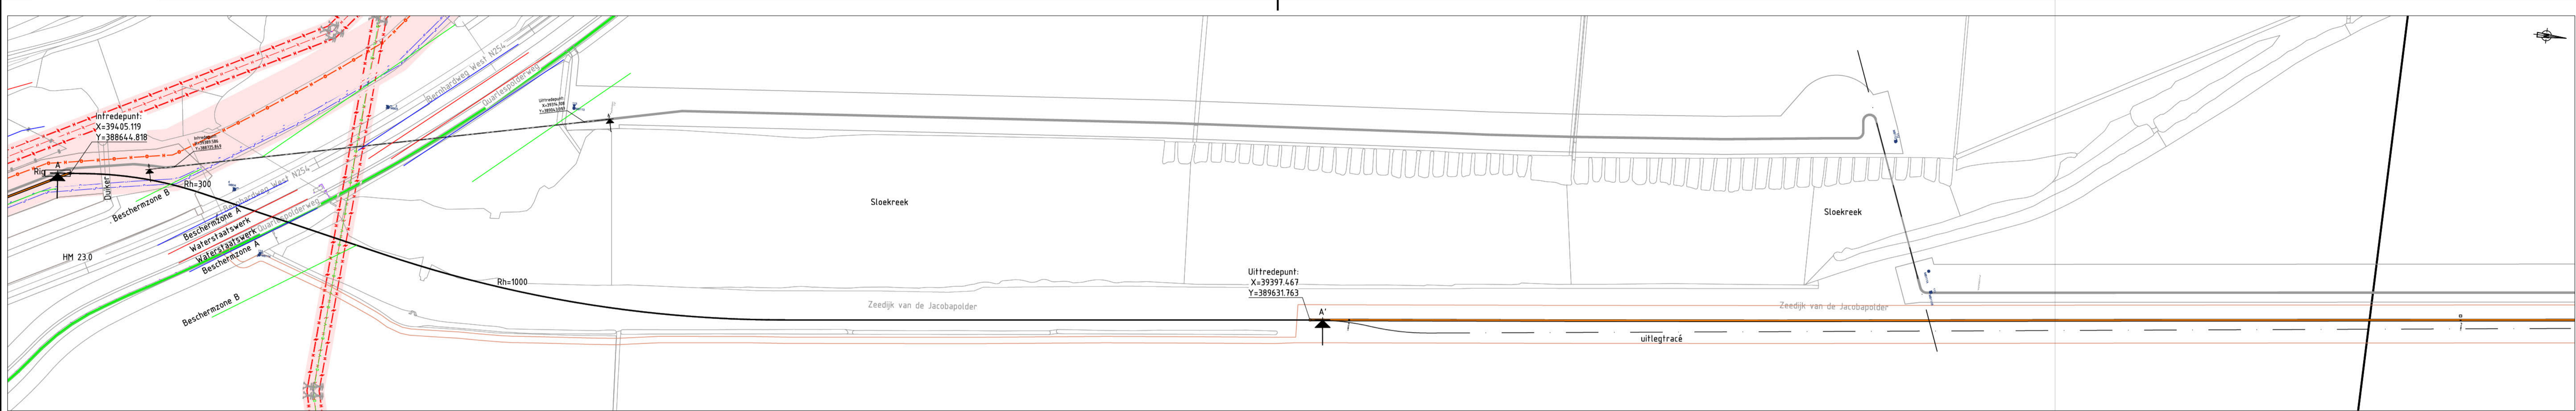 Bernhardweg West N254
Quarlespolderweg
Intredepunt:
X=39405.119
Y=388644.818
Uittredepunt:
A
Rig
Duiker
Rh=300
Beschermzone B
Bernhardweg West N254
Quarlespolderweg
Beschermzone A
Waterstaatswerk
Waterstaatswerk
Beschermzone A
HM 23.0
Beschermzone B
Rh=1000
Sloekreek
Sloekreek
Zeedijk van de Jacobapolder
Uittredepunt:
X=39397.467
Y=389631.763
A'
Zeedijk van de Jacobapolder
uitlegtracé